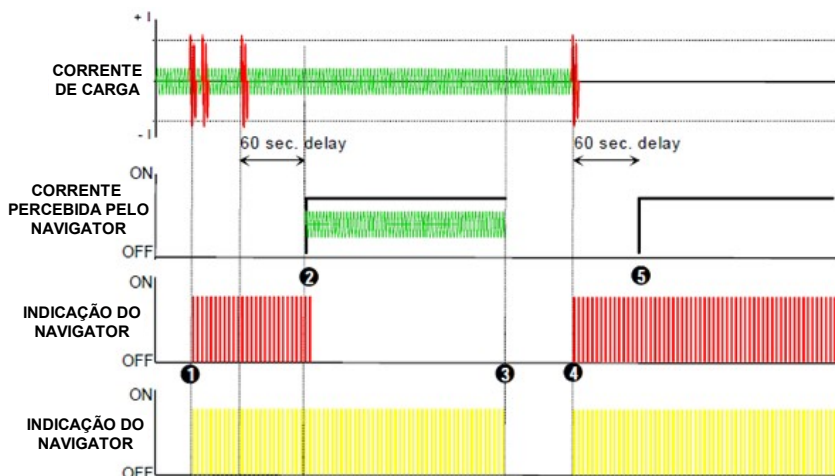 + I
CORRENTE
DE CARGA
- I
60 sec. delay
60 sec. delay
ON
CORRENTE
PERCEBIDA PELO
NAVIGATOR
OFF
2
5
ON
INDICAÇÃO DO
NAVIGATOR
OFF
1
3
4
ON
INDICAÇÃO DO
NAVIGATOR
OFF